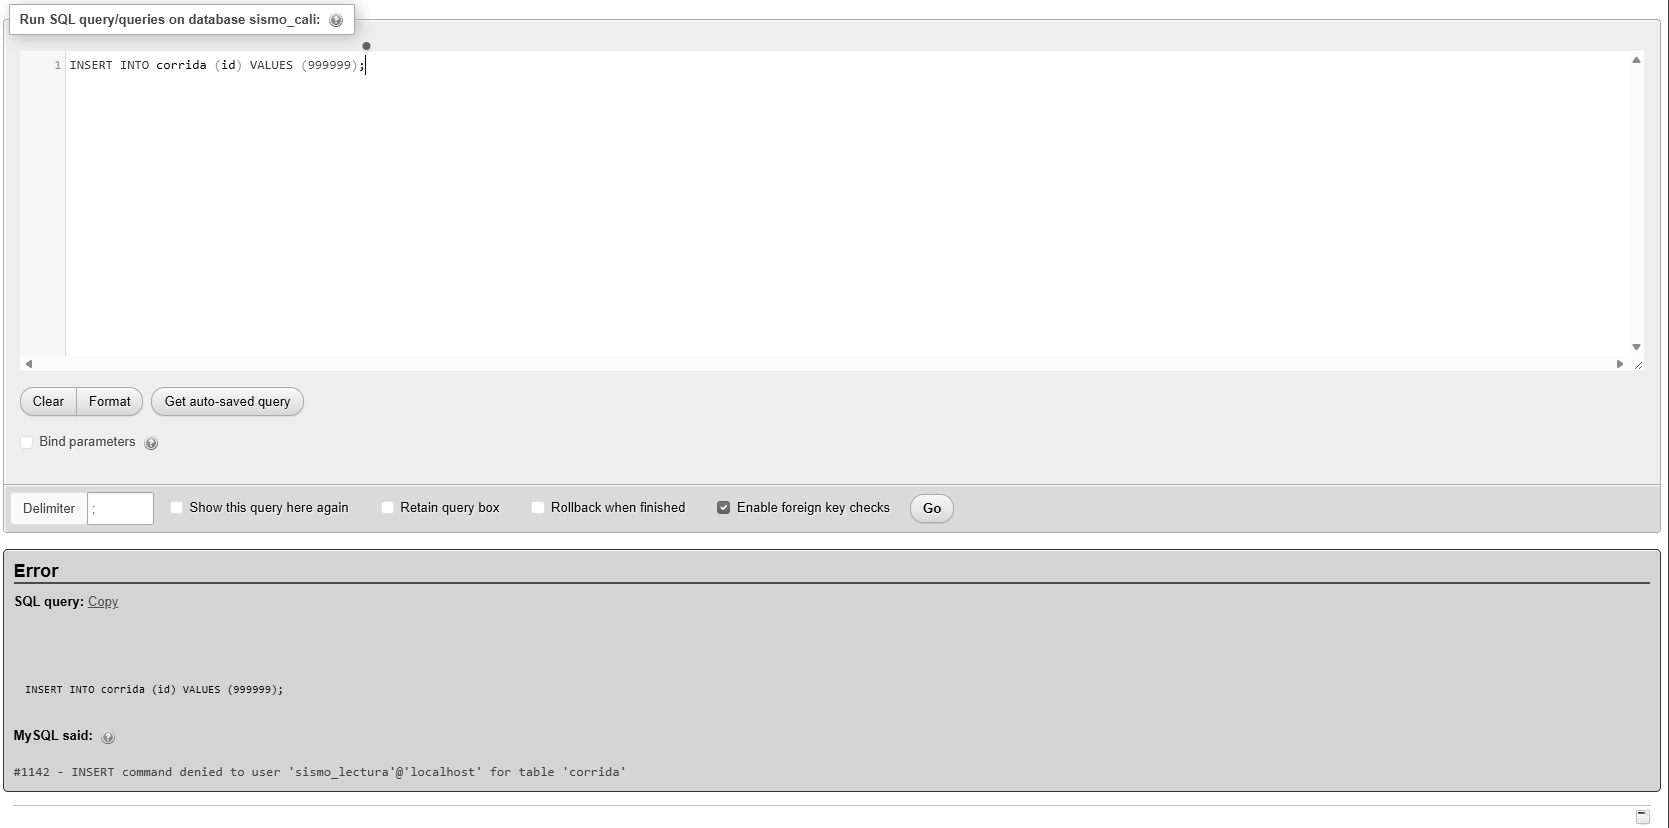 Run SQL query/queries on database sismo_cali:
1 INSERT INTO corrida (id) VALUES (999999);
Clear Format Get auto-saved query
Bind parameters
Delimiter ; Show this query here again Retain query box Rollback when finished Enable foreign key checks Go
Error
SQL query: Copy
INSERT INTO corrida (id) VALUES (999999);
MySQL said:
#1142 - INSERT command denied to user 'sismo_lectura'@'localhost' for table 'corrida'